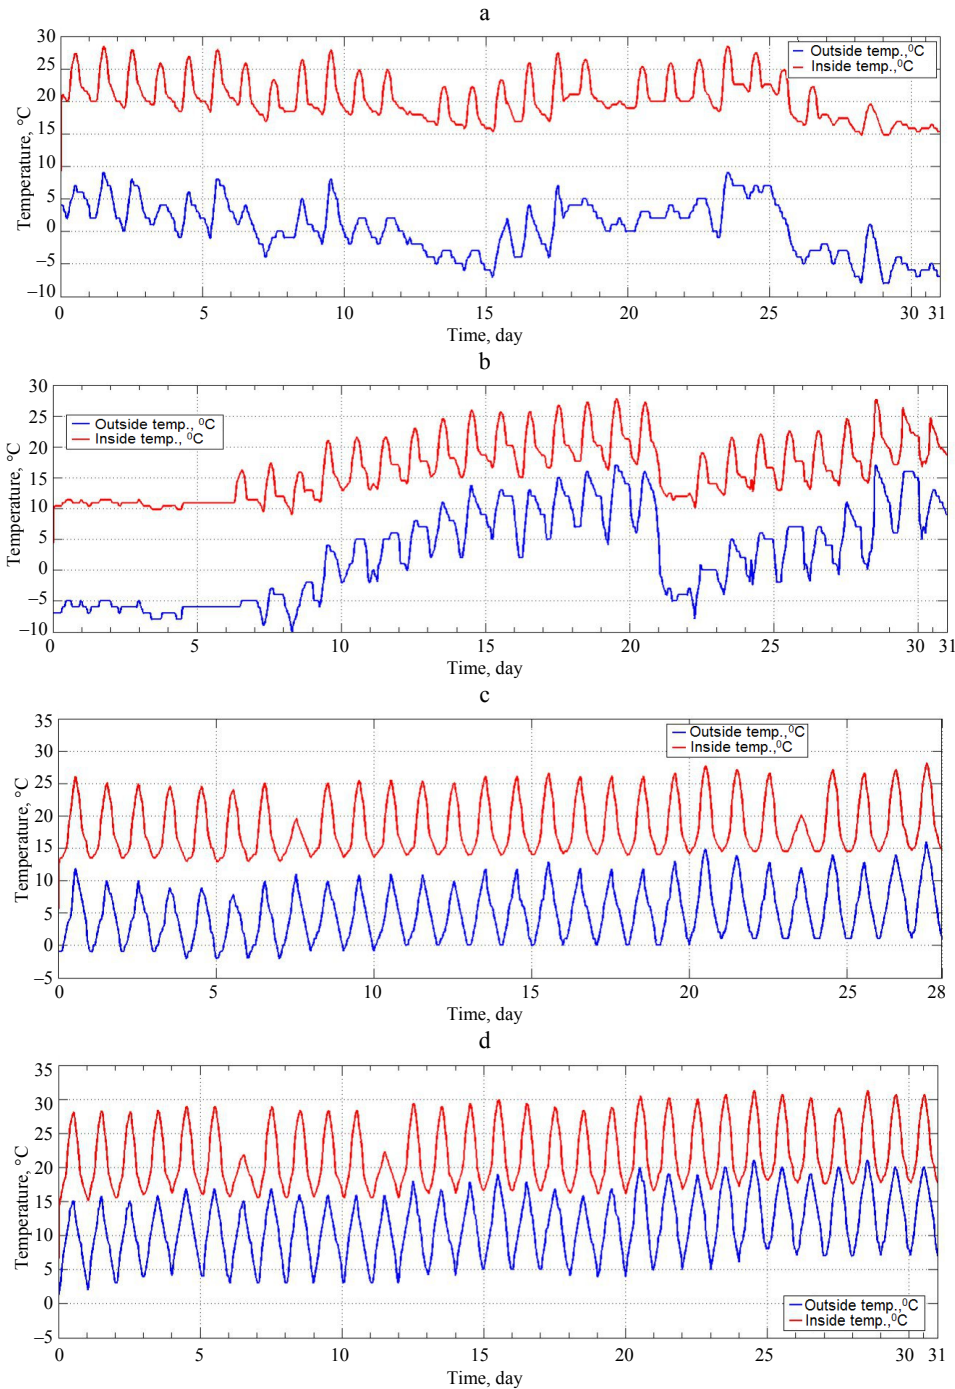 a
30
25
20
15
10
5
0
−5
−10
Temperature, °C
Outside temp.,⁰C
Inside temp.,⁰C
0 5 10 15 20 25 30 31
Time, day
b
30
25
20
15
10
5
0
−5
−10
Temperature, °C
Outside temp., ⁰C
Inside temp., ⁰C
0 5 10 15 20 25 30 31
Time, day
c
35
30
25
20
15
10
5
0
−5
Temperature, °C
Outside temp.,⁰C
Inside temp.,⁰C
0 5 10 15 20 25 28
Time, day
d
35
30
25
20
15
10
5
0
−5
Temperature, °C
Outside temp.,⁰C
Inside temp.,⁰C
0 5 10 15 20 25 30 31
Time, day